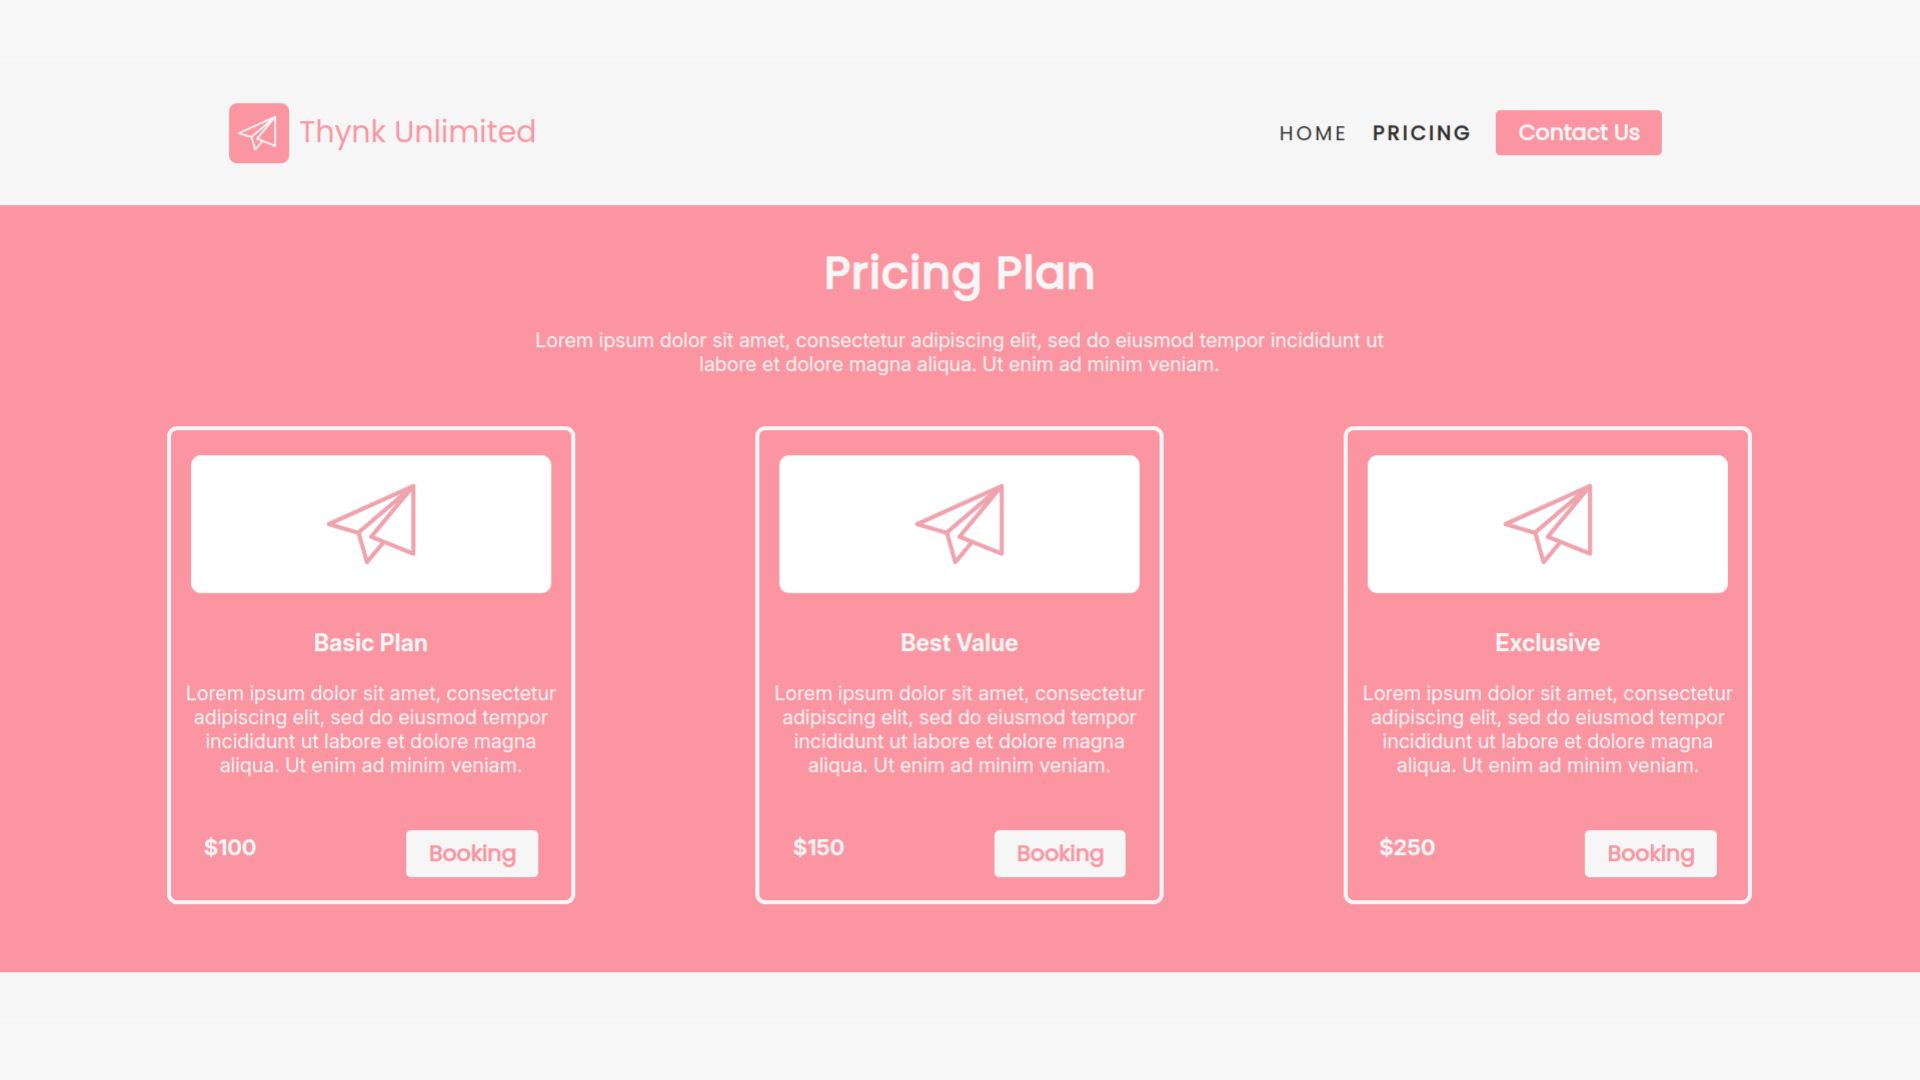 Thynk Unlimited
HOME
PRICING
Contact Us
Pricing Plan
Lorem ipsum dolor sit amet, consectetur adipiscing elit, sed do eiusmod tempor incididunt ut
labore et dolore magna aliqua. Ut enim ad minim veniam.
Basic Plan
Lorem ipsum dolor sit amet, consectetur
adipiscing elit, sed do eiusmod tempor
incididunt ut labore et dolore magna
aliqua. Ut enim ad minim veniam.
$100
Booking
Best Value
Lorem ipsum dolor sit amet, consectetur
adipiscing elit, sed do eiusmod tempor
incididunt ut labore et dolore magna
aliqua. Ut enim ad minim veniam.
$150
Booking
Exclusive
Lorem ipsum dolor sit amet, consectetur
adipiscing elit, sed do eiusmod tempor
incididunt ut labore et dolore magna
aliqua. Ut enim ad minim veniam.
$250
Booking